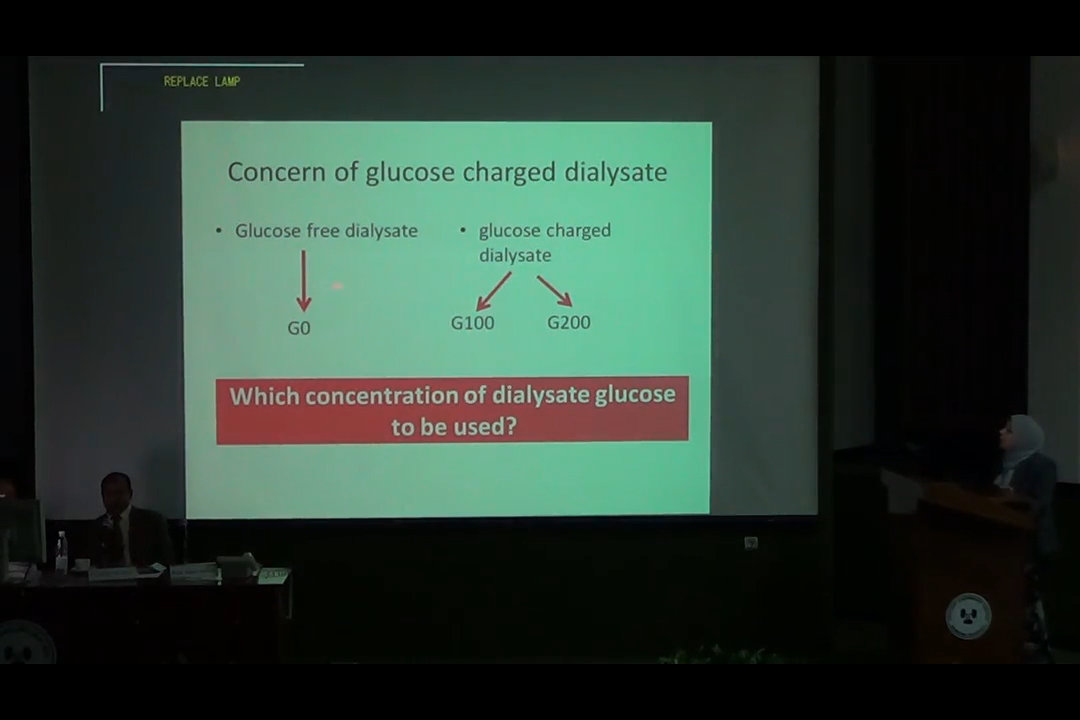 REPLACE LAMP
Concern of glucose charged dialysate
• Glucose free dialysate
G0
• glucose charged
dialysate
G100
G200
Which concentration of dialysate glucose
to be used?